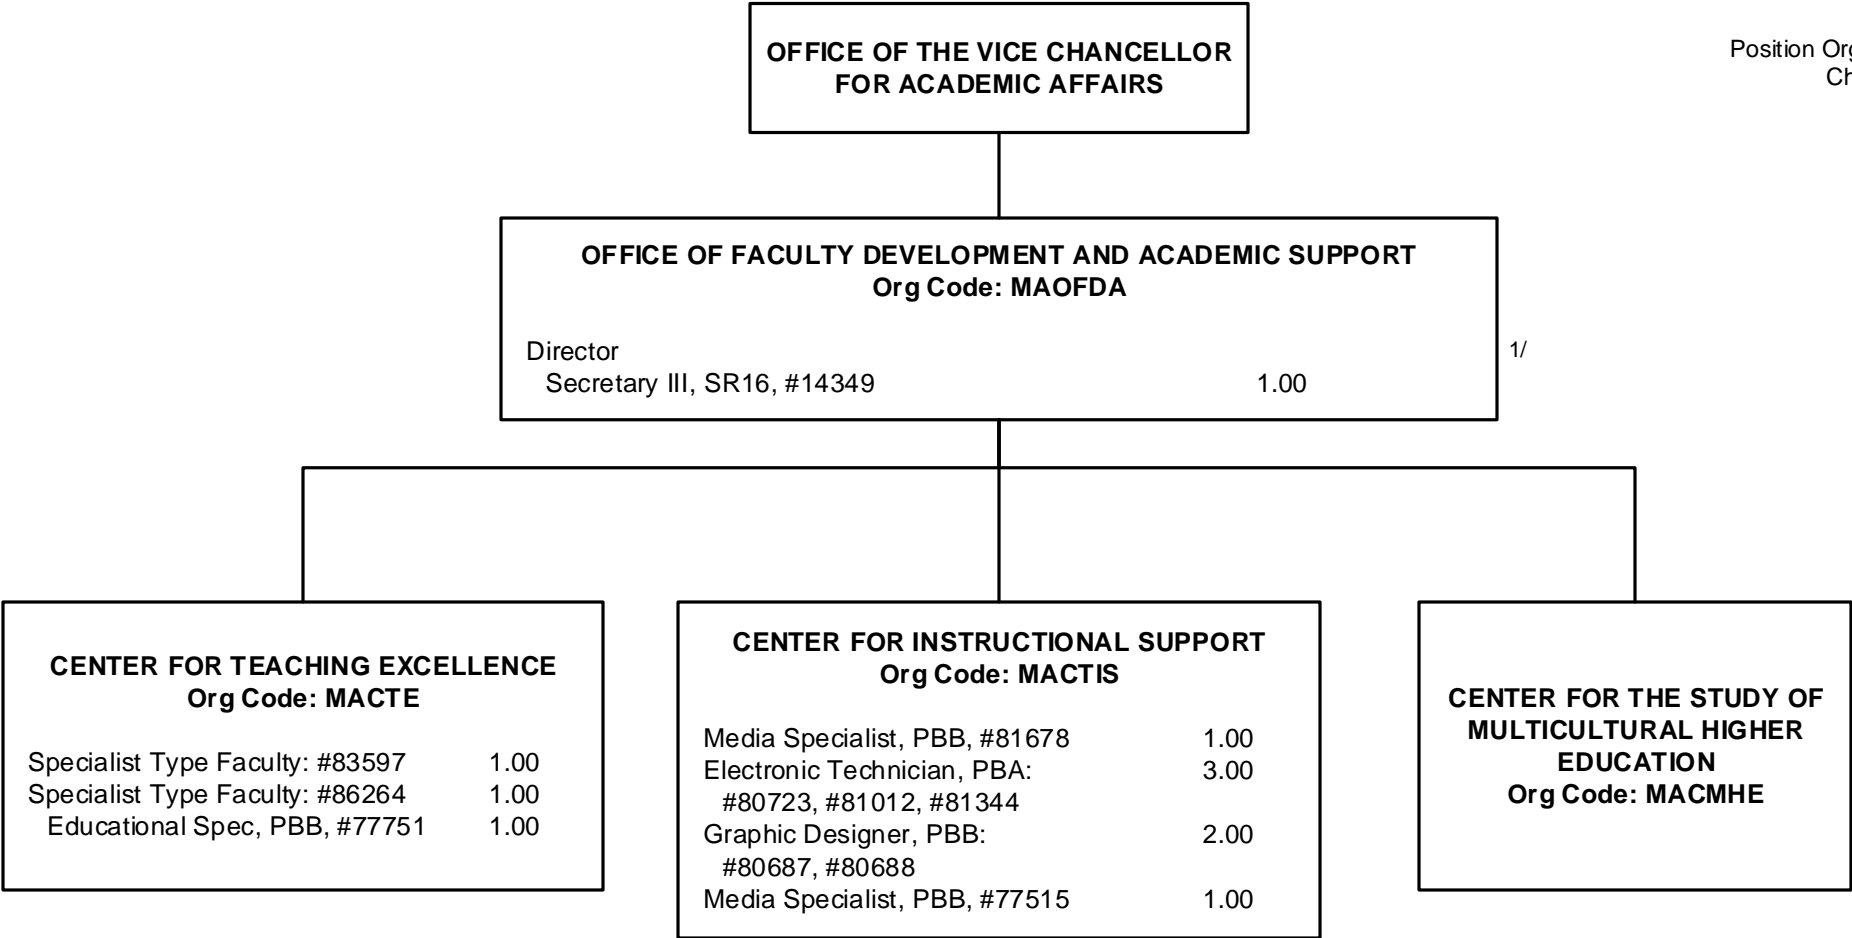 OFFICE OF THE VICE CHANCELLOR
FOR ACADEMIC AFFAIRS
Position
OFFICE OF FACULTY DEVELOPMENT AND ACADEMIC SUPPORT
Org Code: MAOFDA
Director 1/
Secretary III, SR16, #14349 1.00
CENTER FOR TEACHING EXCELLENCE
Org Code: MACTE
Specialist Type Faculty: #83597 1.00
Specialist Type Faculty: #86264 1.00
Educational Spec, PBB, #77751 1.00
CENTER FOR INSTRUCTIONAL SUPPORT
Org Code: MACTIS
Media Specialist, PBB, #81678 1.00
Electronic Technician, PBA: 3.00
#80723, #81012, #81344
Graphic Designer, PBB: 2.00
#80687, #80688
Media Specialist, PBB, #77515 1.00
CENTER FOR THE STUDY OF
MULTICULTURAL HIGHER
EDUCATION
Org Code: MACMHE